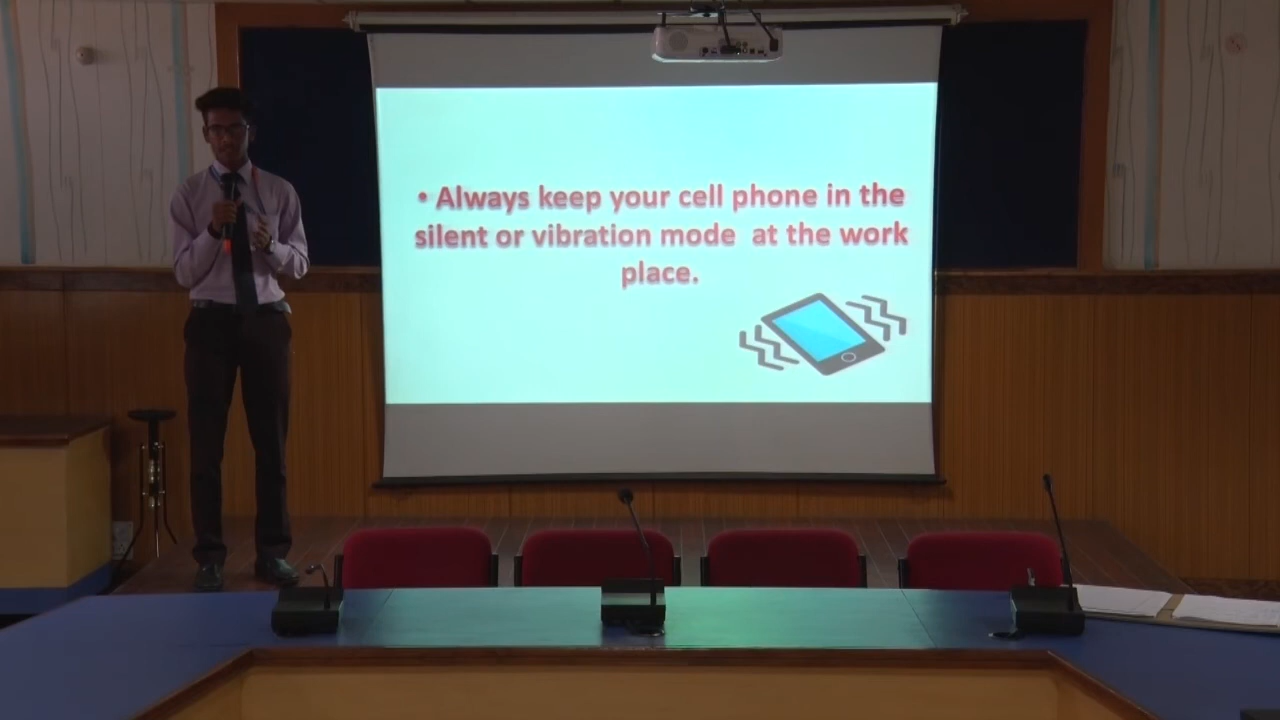 • Always keep your cell phone in the
silent or vibration mode at the work
place.